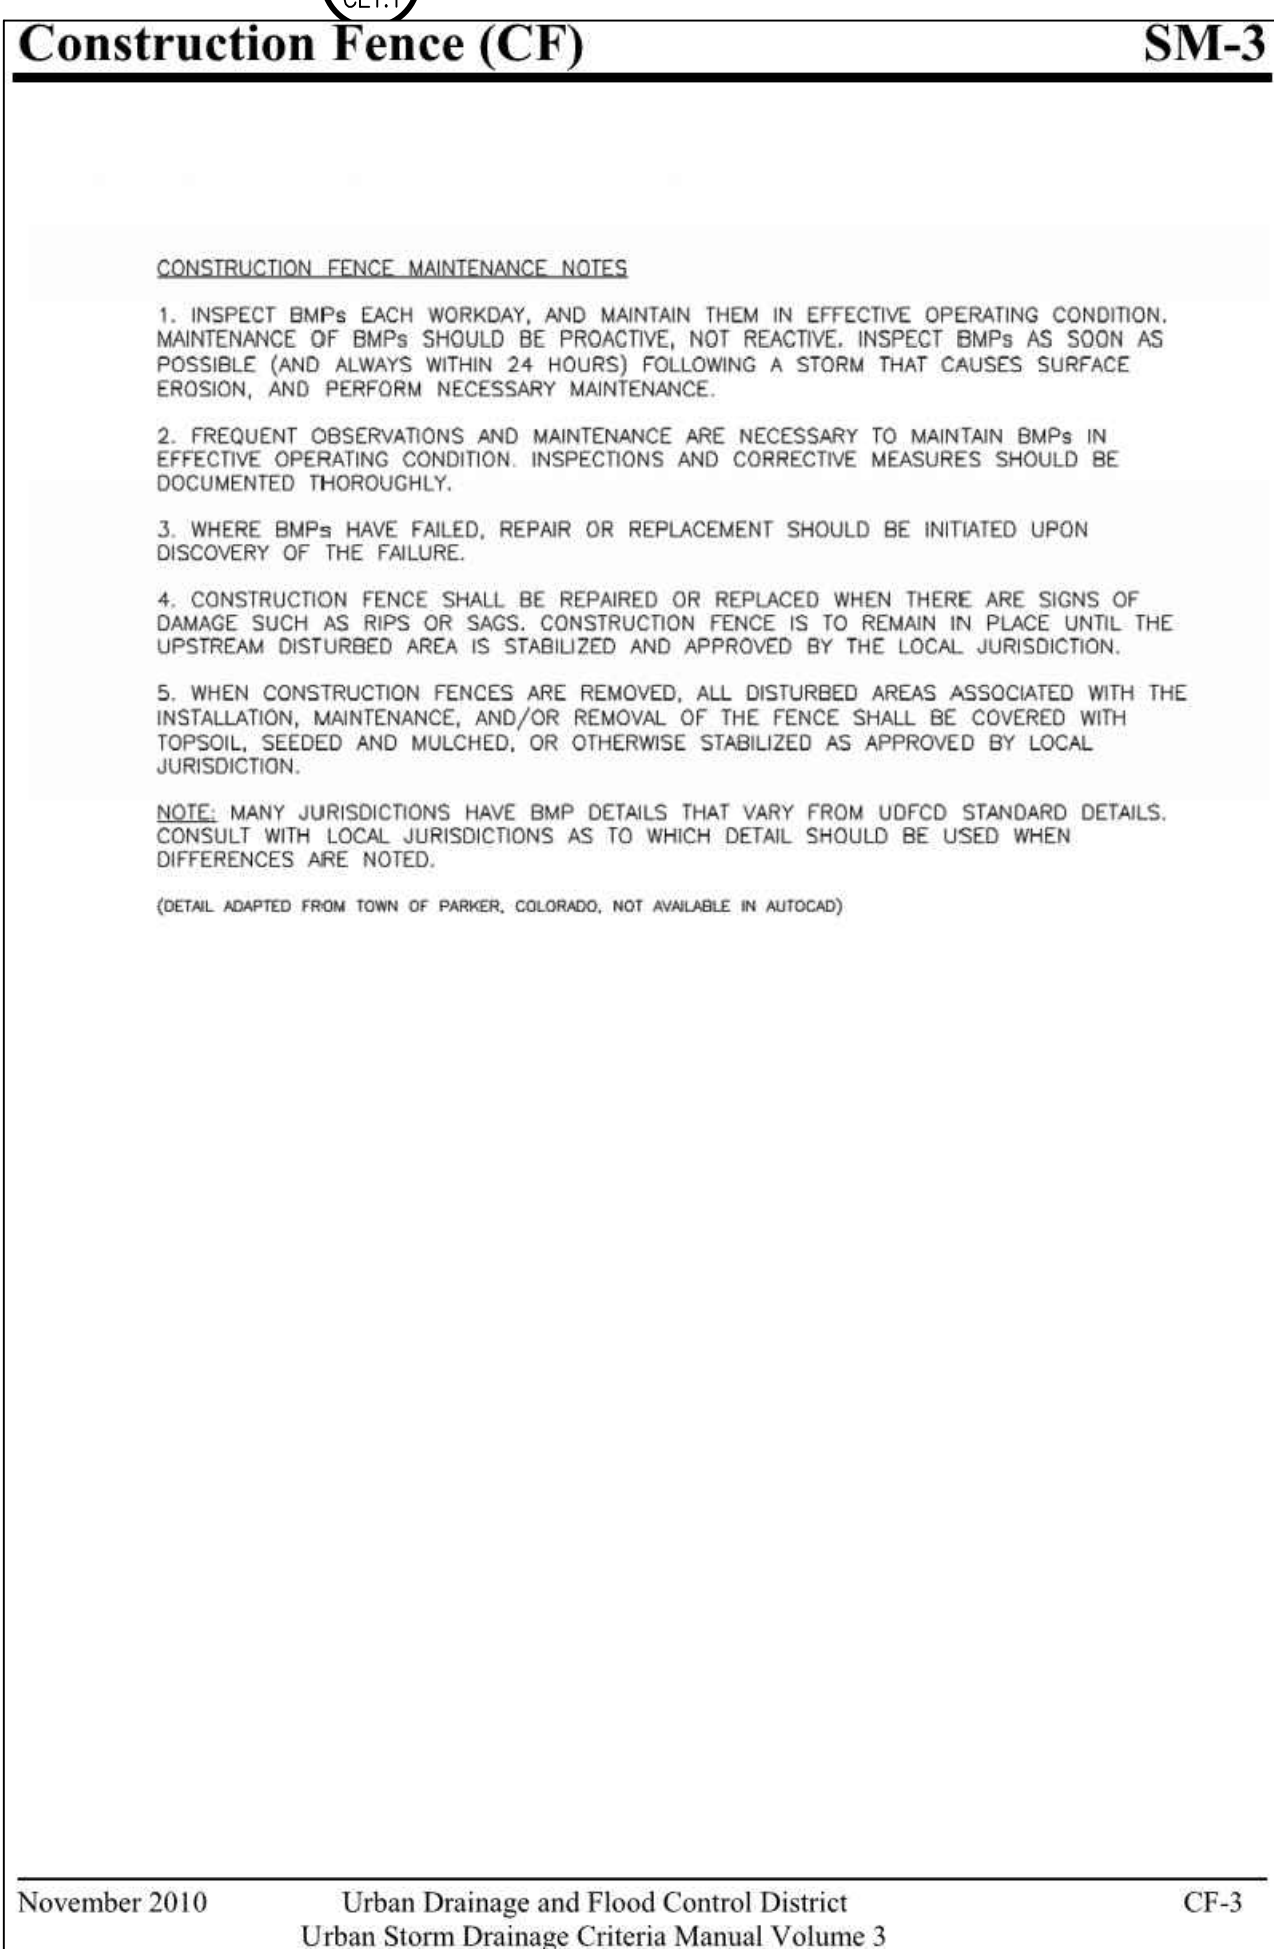 Construction Fence (CF) SM-3
CONSTRUCTION FENCE MAINTENANCE NOTES
1. INSPECT BMPs EACH WORKDAY, AND MAINTAIN THEM IN EFFECTIVE OPERATING CONDITION.
MAINTENANCE OF BMPs SHOULD BE PROACTIVE, NOT REACTIVE. INSPECT BMPs AS SOON AS
POSSIBLE (AND ALWAYS WITHIN 24 HOURS) FOLLOWING A STORM THAT CAUSES SURFACE
EROSION, AND PERFORM NECESSARY MAINTENANCE.
2. FREQUENT OBSERVATIONS AND MAINTENANCE ARE NECESSARY TO MAINTAIN BMPs IN
EFFECTIVE OPERATING CONDITION. INSPECTIONS AND CORRECTIVE MEASURES SHOULD BE
DOCUMENTED THOROUGHLY.
3. WHERE BMPs HAVE FAILED, REPAIR OR REPLACEMENT SHOULD BE INITIATED UPON
DISCOVERY OF THE FAILURE.
4. CONSTRUCTION FENCE SHALL BE REPAIRED OR REPLACED WHEN THERE ARE SIGNS OF
DAMAGE SUCH AS RIPS OR SAGS. CONSTRUCTION FENCE IS TO REMAIN IN PLACE UNTIL THE
UPSTREAM DISTURBED AREA IS STABILIZED AND APPROVED BY THE LOCAL JURISDICTION.
5. WHEN CONSTRUCTION FENCES ARE REMOVED, ALL DISTURBED AREAS ASSOCIATED WITH THE
INSTALLATION, MAINTENANCE, AND/OR REMOVAL OF THE FENCE SHALL BE COVERED WITH
TOPSOIL, SEEDED AND MULCHED, OR OTHERWISE STABILIZED AS APPROVED BY LOCAL
JURISDICTION.
NOTE: MANY JURISDICTIONS HAVE BMP DETAILS THAT VARY FROM UDFCD STANDARD DETAILS.
CONSULT WITH LOCAL JURISDICTIONS AS TO WHICH DETAIL SHOULD BE USED WHEN
DIFFERENCES ARE NOTED.
(DETAIL ADAPTED FROM TOWN OF PARKER, COLORADO, NOT AVAILABLE IN AUTOCAD)
November 2010 Urban Drainage and Flood Control District CF-3
Urban Storm Drainage Criteria Manual Volume 3